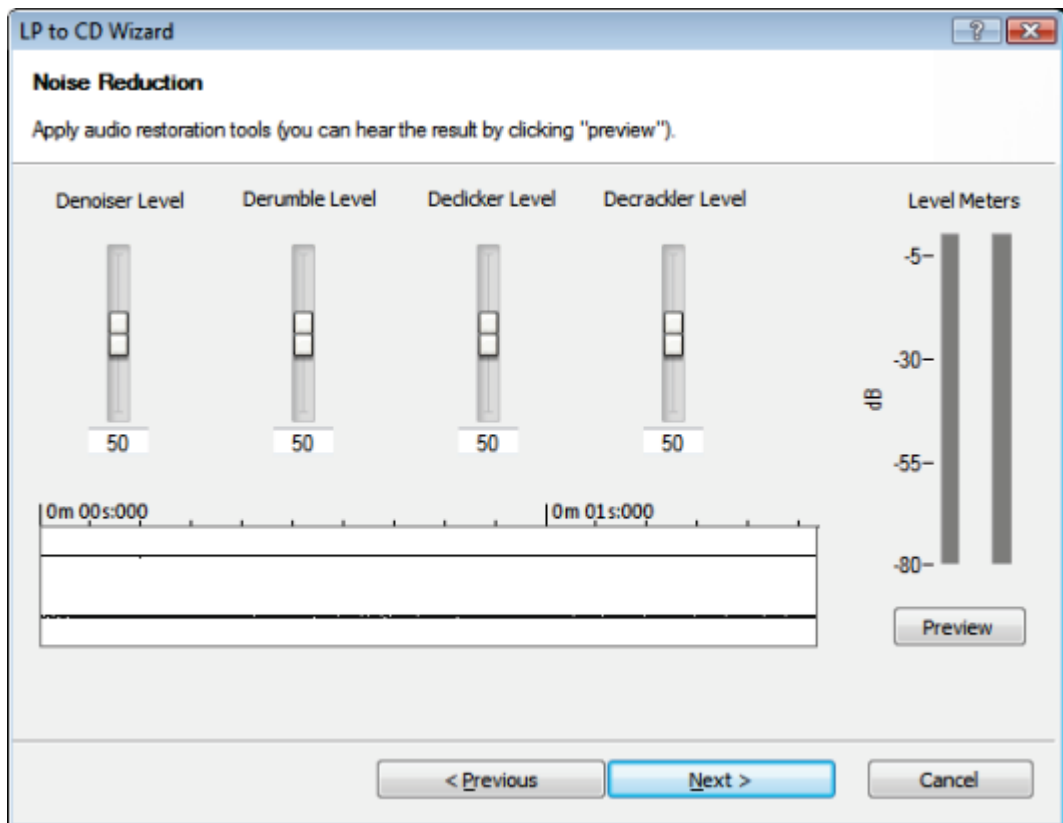 LP to CD Wizard
?
Noise Reduction
Apply audio restoration tools (you can hear the result by clicking "preview").
Denoiser Level Derumble Level Declicker Level Decrackler Level Level Meters
-5
-30
dB
50 50 50 50
-55
0m 00s:000 0m 01s:000
-80
Preview
< Previous Next > Cancel